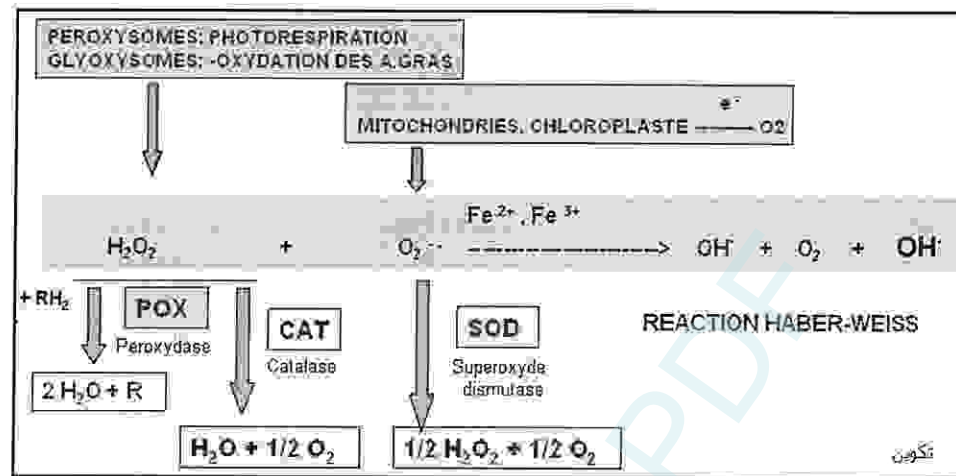 PEROXYSOMES: PHOTORESPIRATION
GLYOXYSOMES: -OXYDATION DES A.GRAS
e⁻
MITOCHONDRIES, CHLOROPLASTE → O2
Fe²⁺, Fe³⁺
H₂O₂ + O₂·⁻ → OH⁻ + O₂ + OH·
+ RH₂
POX
CAT
SOD
REACTION HABER-WEISS
Peroxydase
Catalase
Superoxyde
dismutase
2 H₂O + R
H₂O + 1/2 O₂
1/2 H₂O₂ + 1/2 O₂
تكوين
PDF